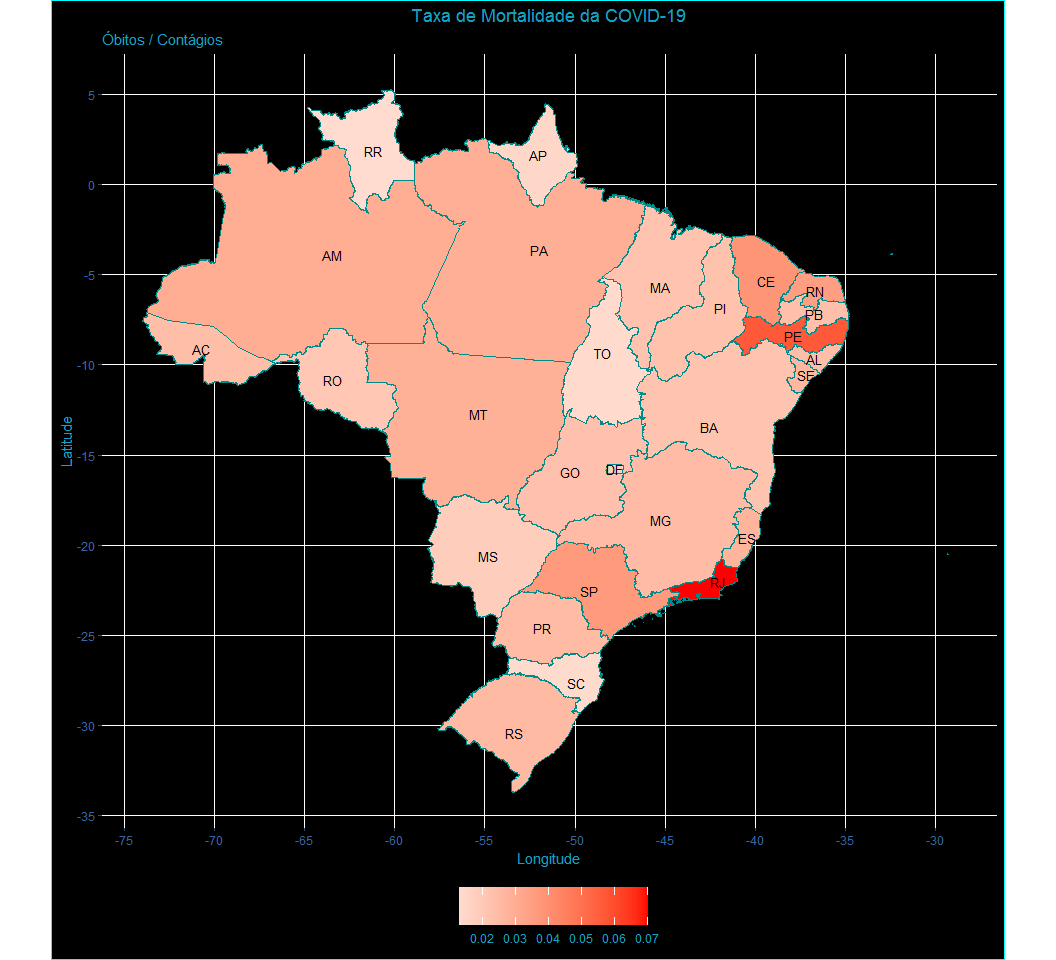 Taxa de Mortalidade da COVID-19
Óbitos / Contágios
5
0
-5
-10
-15
-20
-25
-30
-35
Latitude
RR
AP
AM
PA
CE
MA
RN
PI
PB
PE
AC
TO
AL
RO
SE
MT
BA
GO
DF
MG
ES
MS
RJ
SP
PR
SC
RS
-75 -70 -65 -60 -55 -50 -45 -40 -35 -30
Longitude
0.02 0.03 0.04 0.05 0.06 0.07